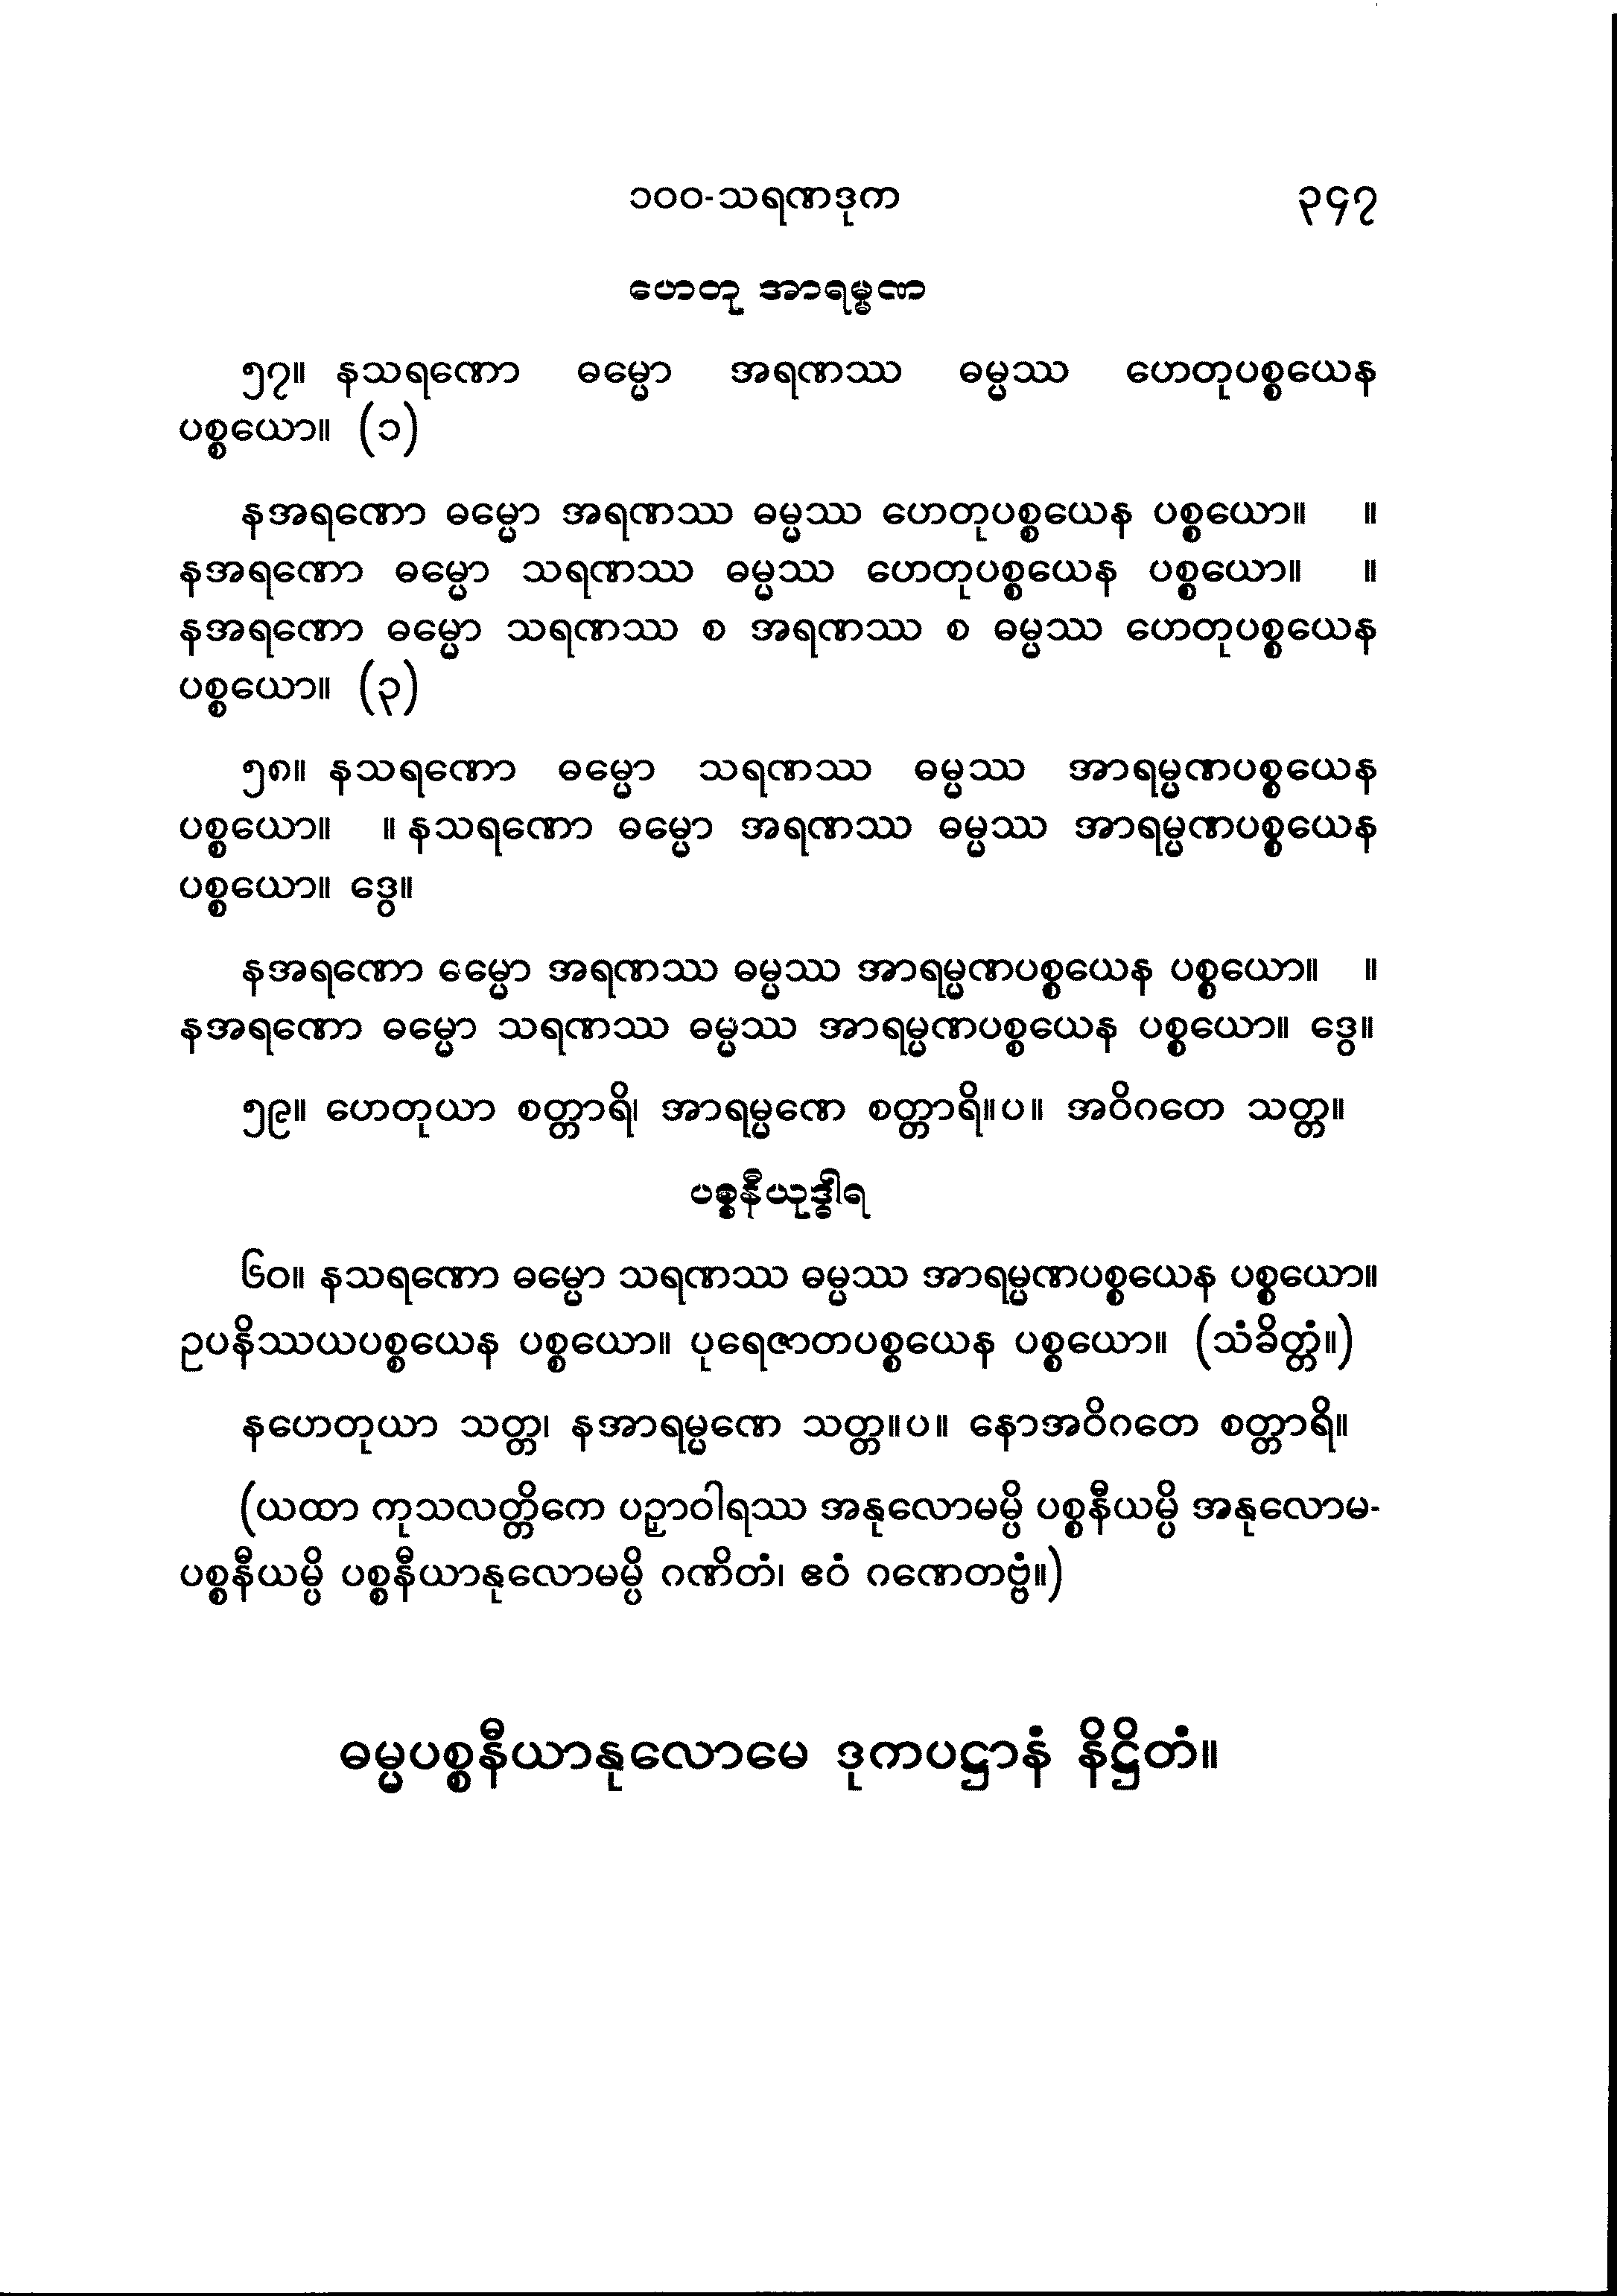 ၁၀၀-သရဏဒုက ၃၄၇
ဟေတု အာရမ္မဏ
၅၇။ နသရဏော ဓမ္မော အရဏဿ ဓမ္မဿ ဟေတုပစ္စယေန
ပစ္စယော။ (၁)
နအရဏော ဓမ္မော အရဏဿ ဓမ္မဿ ဟေတုပစ္စယေန ပစ္စယော။ ။
နအရဏော ဓမ္မော သရဏဿ ဓမ္မဿ ဟေတုပစ္စယေန ပစ္စယော။ ။
နအရဏော ဓမ္မော သရဏဿ စ အရဏဿ စ ဓမ္မဿ ဟေတုပစ္စယေန
ပစ္စယော။ (၃)
၅၈။ နသရဏော ဓမ္မော သရဏဿ ဓမ္မဿ အာရမ္မဏပစ္စယေန
ပစ္စယော။ ။ နသရဏော ဓမ္မော အရဏဿ ဓမ္မဿ အာရမ္မဏပစ္စယေန
ပစ္စယော။ ဒွေ။
နအရဏော ဓမ္မော အရဏဿ ဓမ္မဿ အာရမ္မဏပစ္စယေန ပစ္စယော။ ။
နအရဏော ဓမ္မော သရဏဿ ဓမ္မဿ အာရမ္မဏပစ္စယေန ပစ္စယော။ ဒွေ။
၅၉။ ဟေတုယာ စတ္တာရိ၊ အာရမ္မဏေ စတ္တာရိ။ပ။ အဝိဂတေ သတ္တ။
ပစ္စနီယုဒ္ဓါရ
၆၀။ နသရဏော ဓမ္မော သရဏဿ ဓမ္မဿ အာရမ္မဏပစ္စယေန ပစ္စယော။
ဥပနိဿယပစ္စယေန ပစ္စယော။ ပုရေဇာတပစ္စယေန ပစ္စယော။ (သံခိတ္တံ။)
နဟေတုယာ သတ္တ၊ နအာရမ္မဏေ သတ္တ။ပ။ နောအဝိဂတေ စတ္တာရိ။
(ယထာ ကုသလတ္တိကေ ပဉှာဝါရဿ အနုလောမမ္ပိ ပစ္စနီယမ္ပိ အနုလောမ-
ပစ္စနီယမ္ပိ ပစ္စနီယာနုလောမမ္ပိ ဂဏိတံ၊ ဧဝံ ဂဏေတဗ္ဗံ။)
ဓမ္မပစ္စနီယာနုလောမေ ဒုကပဋ္ဌာနံ နိဋ္ဌိတံ။